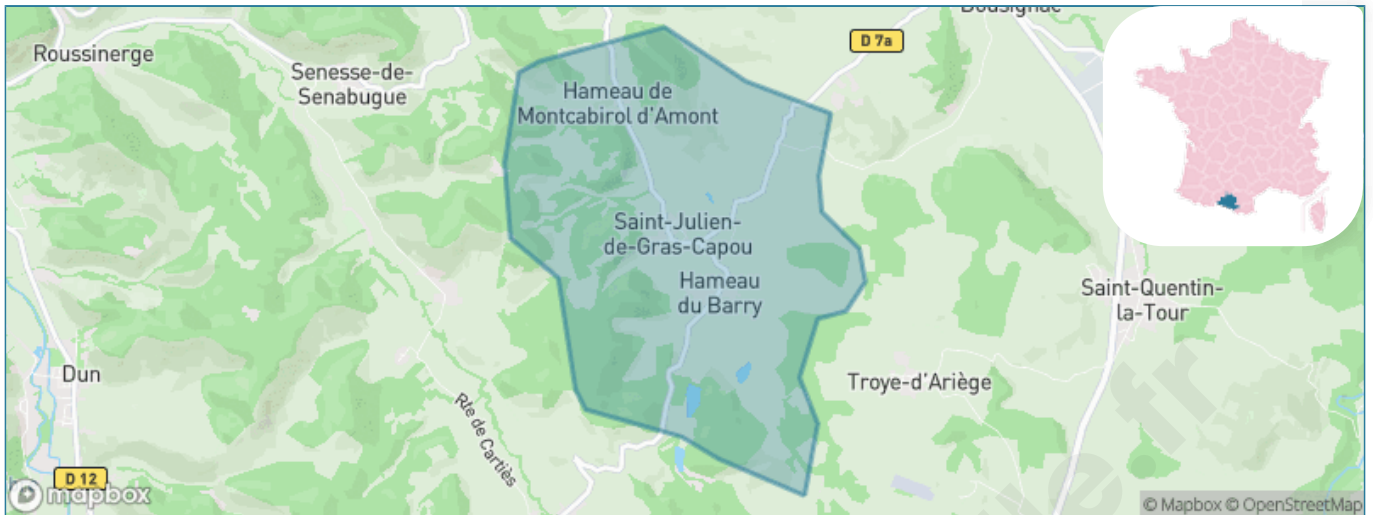 Roussinerge
Senesse-de-
Senabugue
Hameau de
Montcabirol d'Amont
D 7a
Saint-Julien-
de-Gras-Capou
Hameau
du Barry
Saint-Quentin-
la-Tour
Dun
Troye-d'Ariège
Rte de Cartiès
D 12
mapbox
© Mapbox © OpenStreetMap